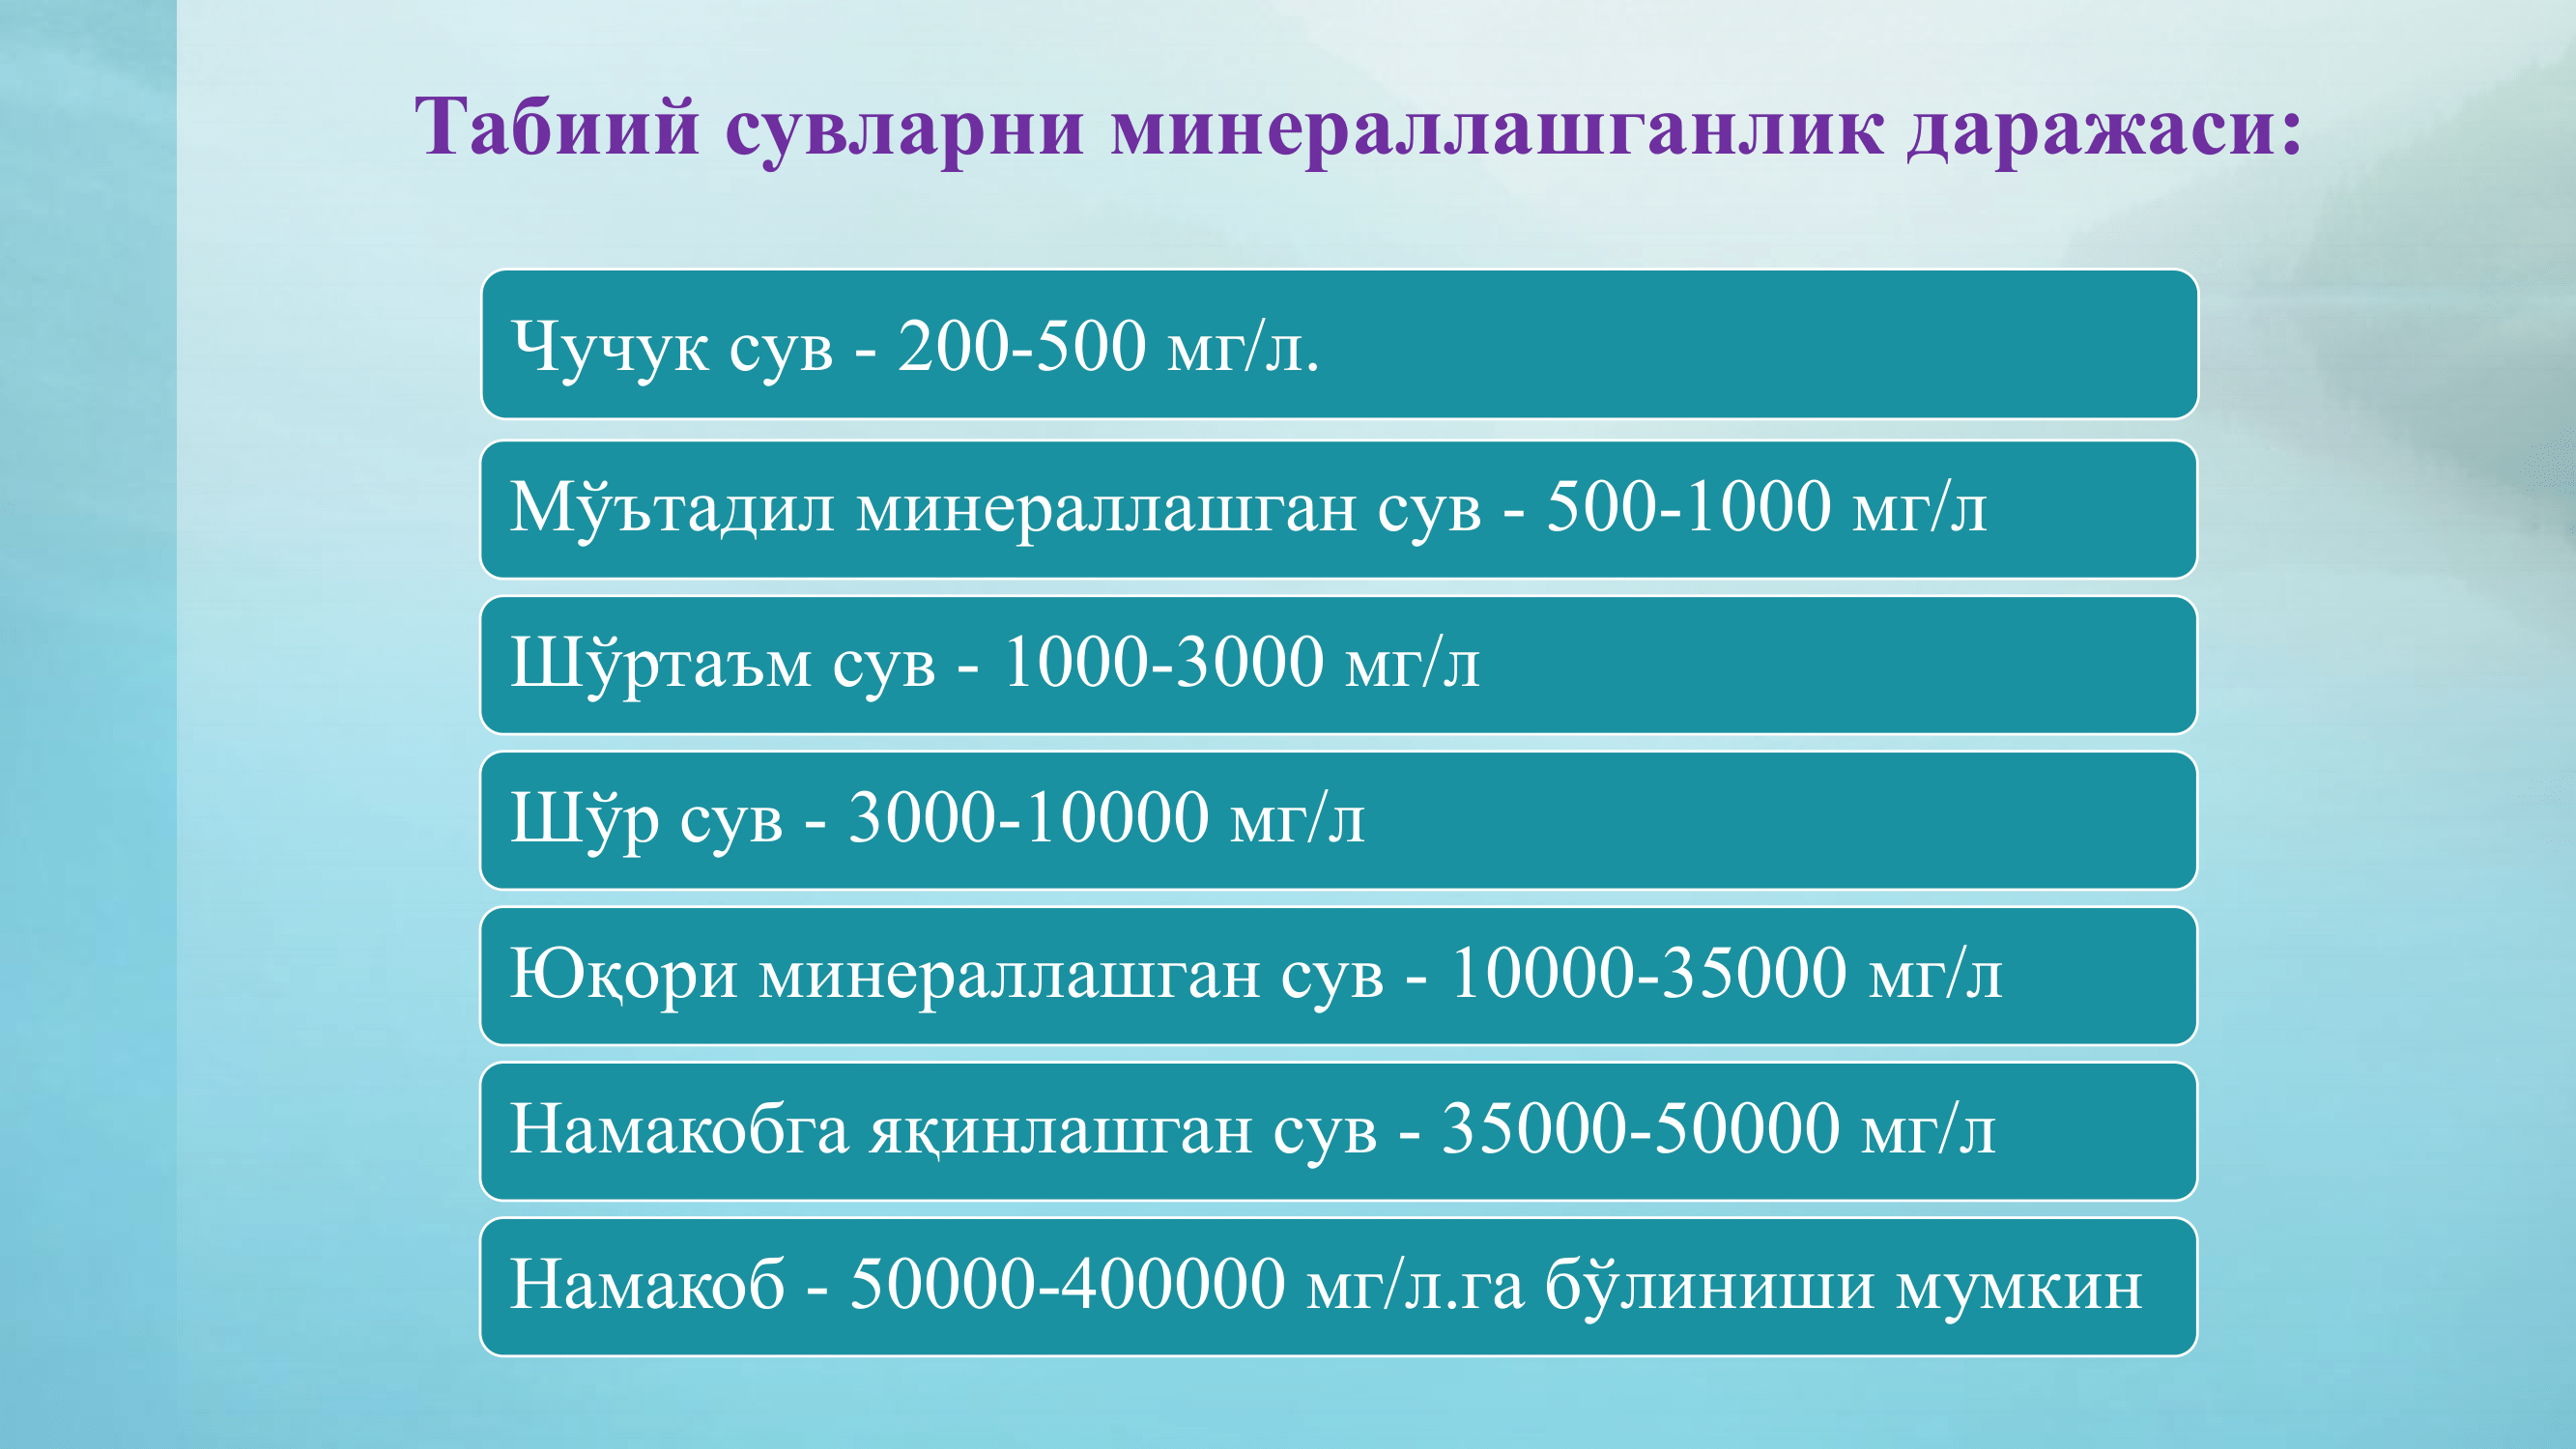 Табиий сувларни минераллашганлик даражаси:
Чучук сув - 200-500 мг/л.
Мўътадил минераллашган сув - 500-1000 мг/л
Шўртаъм сув - 1000-3000 мг/л
Шўр сув - 3000-10000 мг/л
Юқори минераллашган сув - 10000-35000 мг/л
Намакобга яқинлашган сув - 35000-50000 мг/л
Намакоб - 50000-400000 мг/л.га бўлиниши мумкин